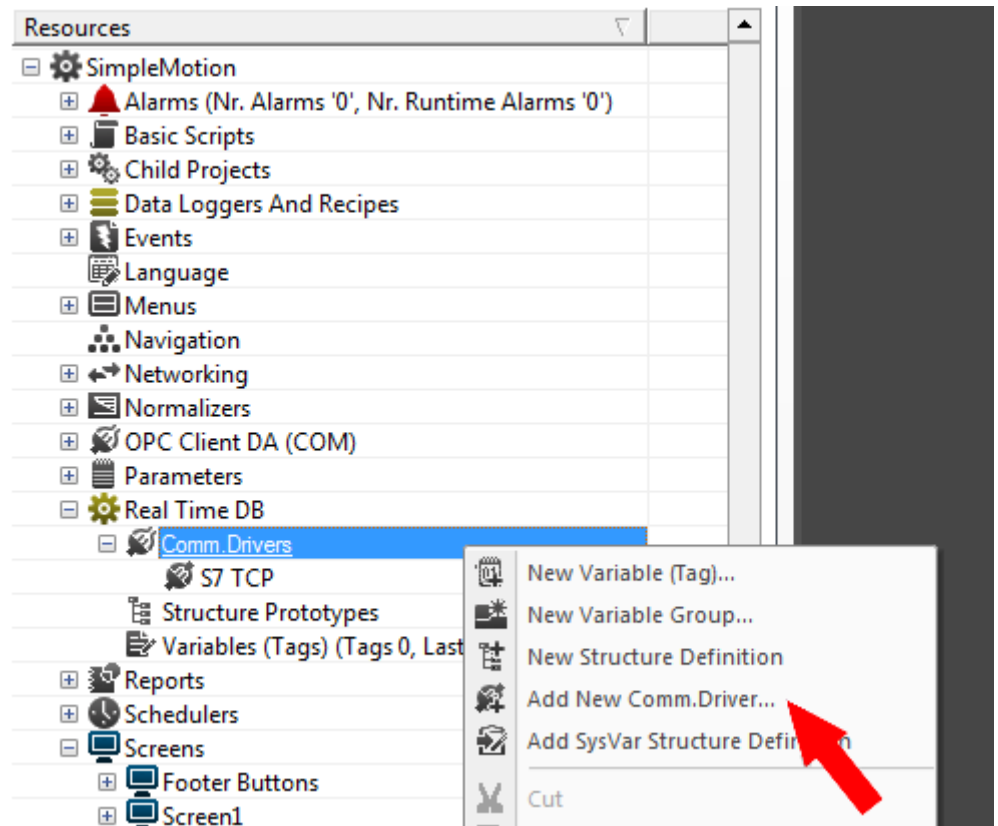 Resources
SimpleMotion
Alarms (Nr. Alarms '0', Nr. Runtime Alarms '0')
Basic Scripts
Child Projects
Data Loggers And Recipes
Events
Language
Menus
Navigation
Networking
Normalizers
OPC Client DA (COM)
Parameters
Real Time DB
Comm.Drivers
S7 TCP
Structure Prototypes
Variables (Tags) (Tags 0, Last
Reports
Schedulers
Screens
Footer Buttons
Screen1
New Variable (Tag)...
New Variable Group...
New Structure Definition
Add New Comm.Driver...
Add SysVar Structure Definition
Cut